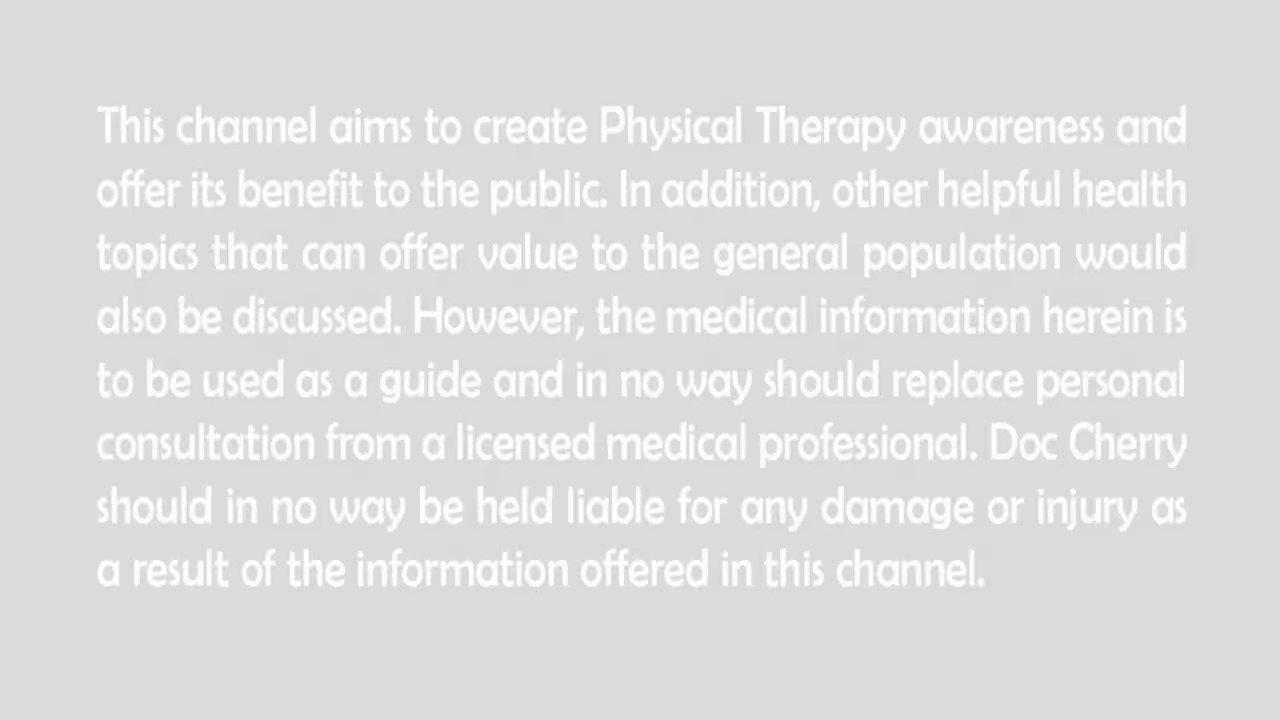 This channel aims to create Physical Therapy awareness and
offer its benefit to the public. In addition, other helpful health
topics that can offer value to the general population would
also be discussed. However, the medical information herein is
to be used as a guide and in no way should replace personal
consultation from a licensed medical professional. Doc Cherry
should in no way be held liable for any damage or injury as
a result of the information offered in this channel.